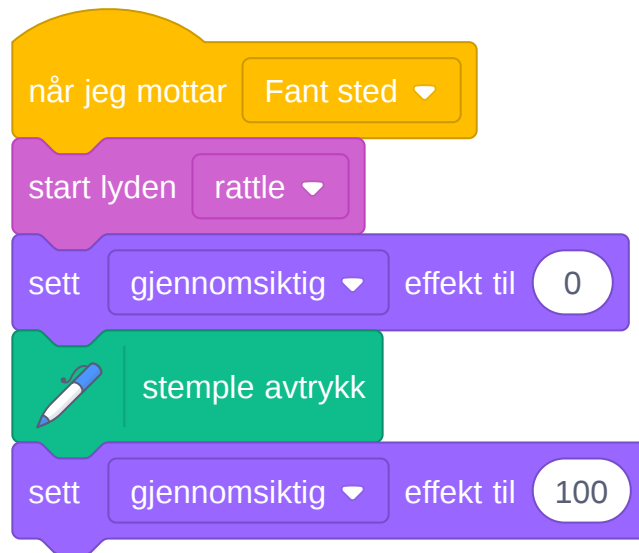 når jeg mottar Fant sted
start lyden rattle
sett gjennomsiktig effekt til 0
stemple avtrykk
sett gjennomsiktig effekt til 100